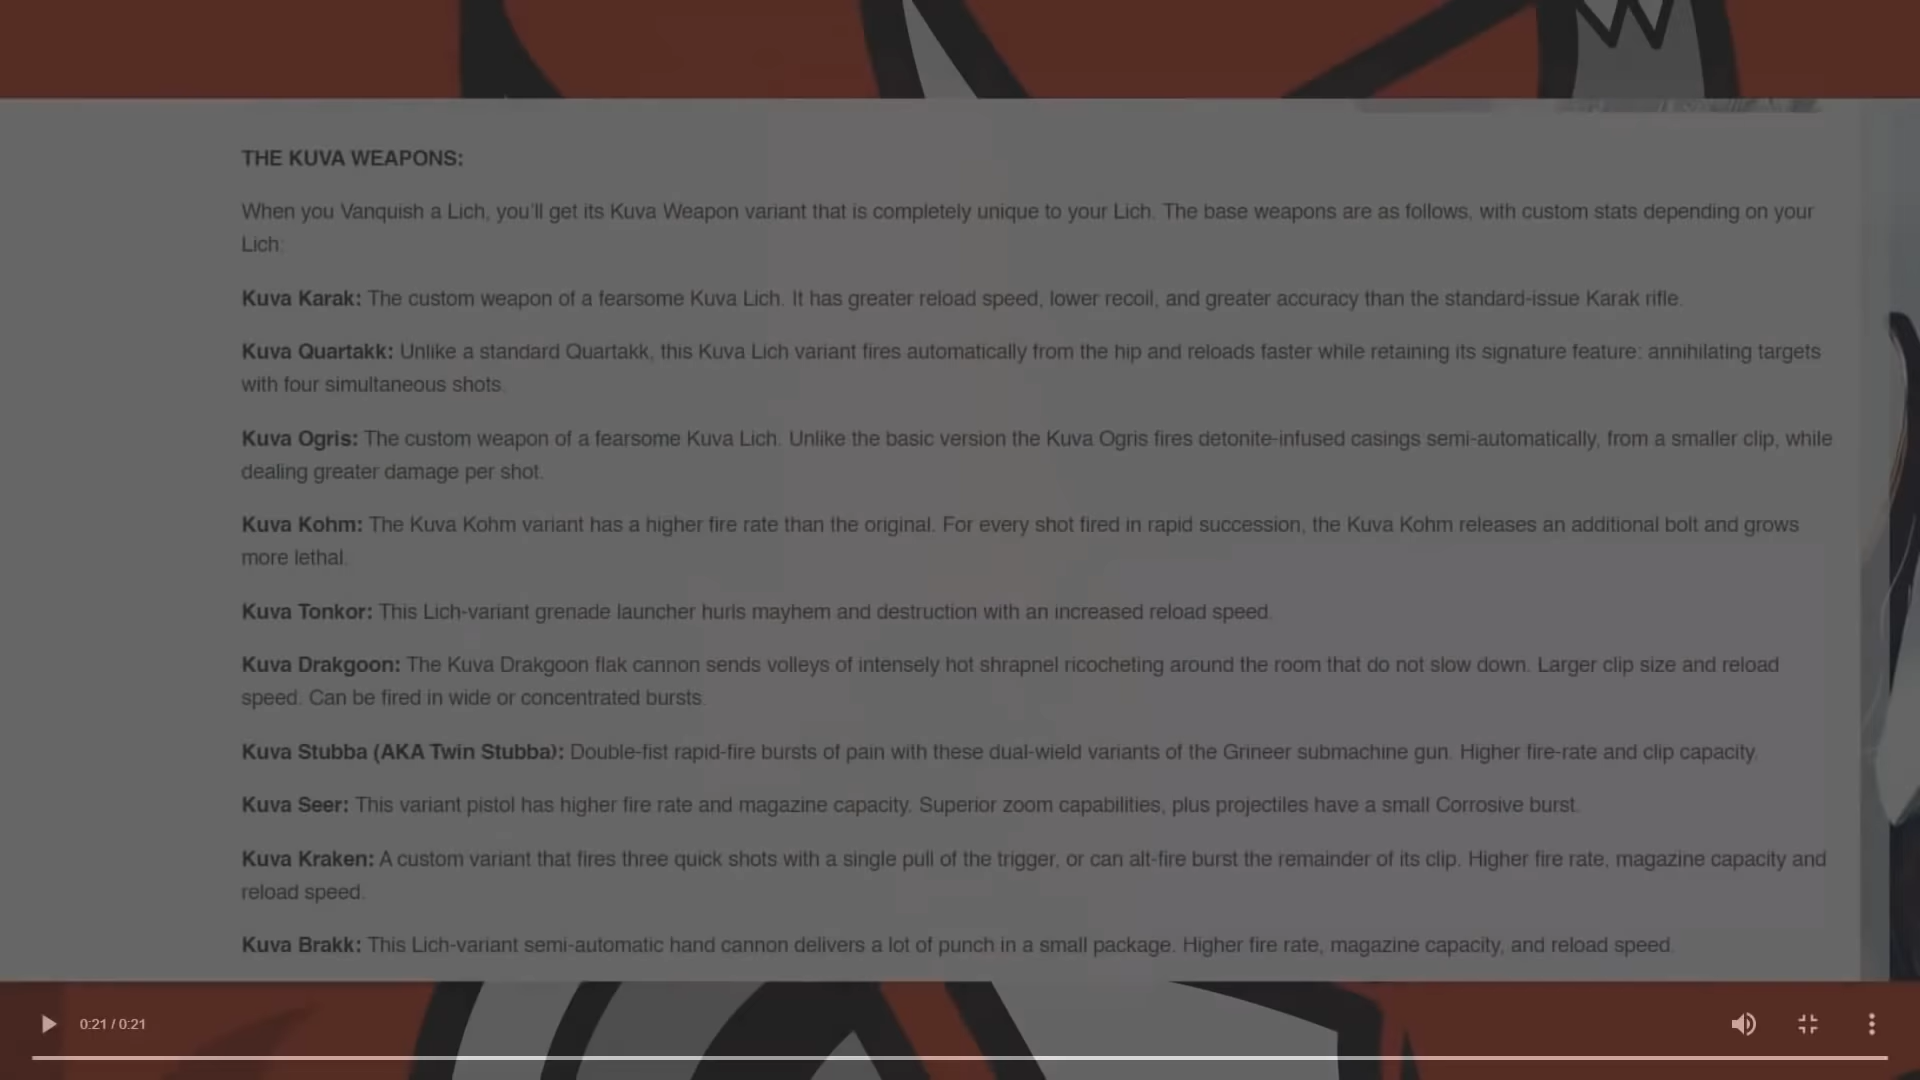 THE KUVA WEAPONS:
When you Vanquish a Lich, you'll get its Kuva Weapon variant that is completely unique to your Lich. The base weapons are as follows, with custom stats depending on your
Lich:
Kuva Karak: The custom weapon of a fearsome Kuva Lich. It has greater reload speed, lower recoil, and greater accuracy than the standard-issue Karak rifle.
Kuva Quartakk: Unlike a standard Quartakk, this Kuva Lich variant fires automatically from the hip and reloads faster while retaining its signature feature: annihilating targets
with four simultaneous shots.
Kuva Ogris: The custom weapon of a fearsome Kuva Lich. Unlike the basic version the Kuva Ogris fires detonite-infused casings semi-automatically, from a smaller clip, while
dealing greater damage per shot.
Kuva Kohm: The Kuva Kohm variant has a higher fire rate than the original. For every shot fired in rapid succession, the Kuva Kohm releases an additional bolt and grows
more lethal.
Kuva Tonkor: This Lich-variant grenade launcher hurls mayhem and destruction with an increased reload speed.
Kuva Drakgoon: The Kuva Drakgoon flak cannon sends volleys of intensely hot shrapnel ricocheting around the room that do not slow down. Larger clip size and reload
speed. Can be fired in wide or concentrated bursts.
Kuva Stubba (AKA Twin Stubba): Double-fist rapid-fire bursts of pain with these dual-wield variants of the Grineer submachine gun. Higher fire-rate and clip capacity.
Kuva Seer: This variant pistol has higher fire rate and magazine capacity. Superior zoom capabilities, plus projectiles have a small Corrosive burst.
Kuva Kraken: A custom variant that fires three quick shots with a single pull of the trigger, or can alt-fire burst the remainder of its clip. Higher fire rate, magazine capacity and
reload speed.
Kuva Brakk: This Lich-variant semi-automatic hand cannon delivers a lot of punch in a small package. Higher fire rate, magazine capacity, and reload speed.
0:21 / 0:21